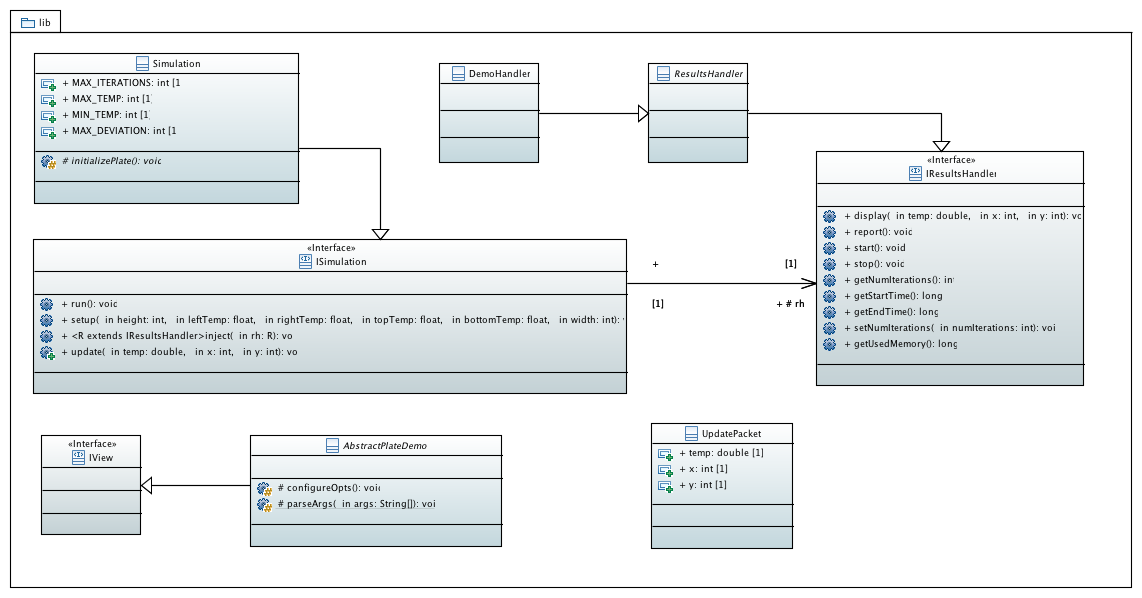 lib
Simulation
+ MAX_ITERATIONS: int [1
+ MAX_TEMP: int [1]
+ MIN_TEMP: int [1]
+ MAX_DEVIATION: int [1
# initializePlate(): voic
DemoHandler
ResultsHandler
«Interface»
IResultsHandler
+ display( in temp: double, in x: int, in y: int): vc
+ report(): voic
+ start(): void
+ stop(): voic
+ getNumIterations(): int
+ getStartTime(): long
+ getEndTime(): long
+ setNumIterations( in numIterations: int): voi
+ getUsedMemory(): long
«Interface»
ISimulation
+ run(): voic
+ setup( in height: int, in leftTemp: float, in rightTemp: float, in topTemp: float, in bottomTemp: float, in width: int):
+ <R extends IResultsHandler>inject( in rh: R): vo
+ update( in temp: double, in x: int, in y: int): vo
+ [1]
[1] + # rh
«Interface»
IView
AbstractPlateDemo
# configureOpts(): voic
# parseArgs( in args: String[]): voi
UpdatePacket
+ temp: double [1]
+ x: int [1]
+ y: int [1]